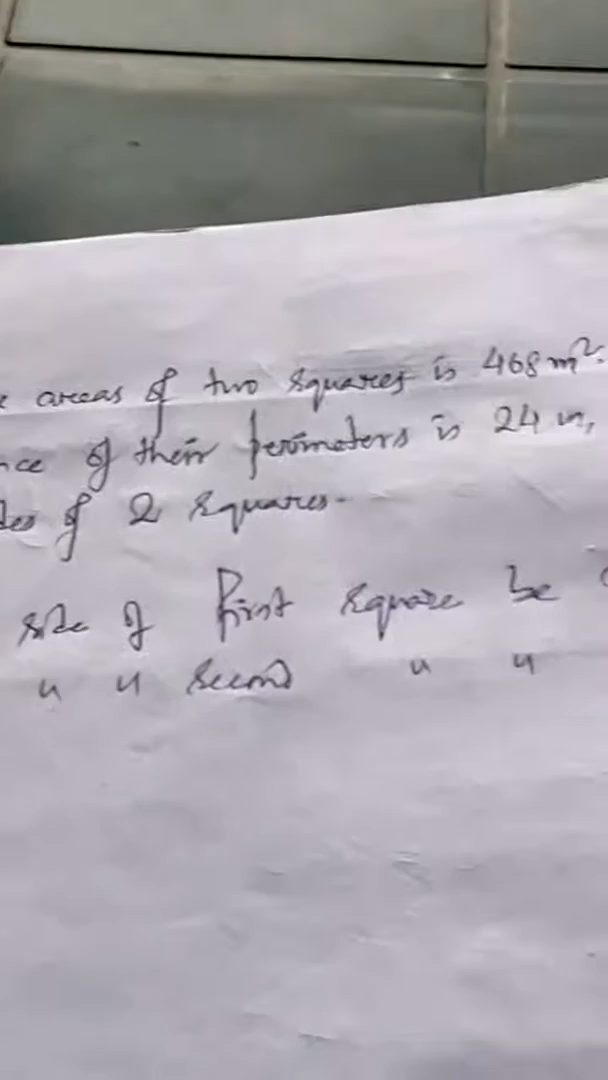 areas of two squares is 468 m².
of their perimeters is 24 m,
of 2 squares.
side of first square be
" " second " "